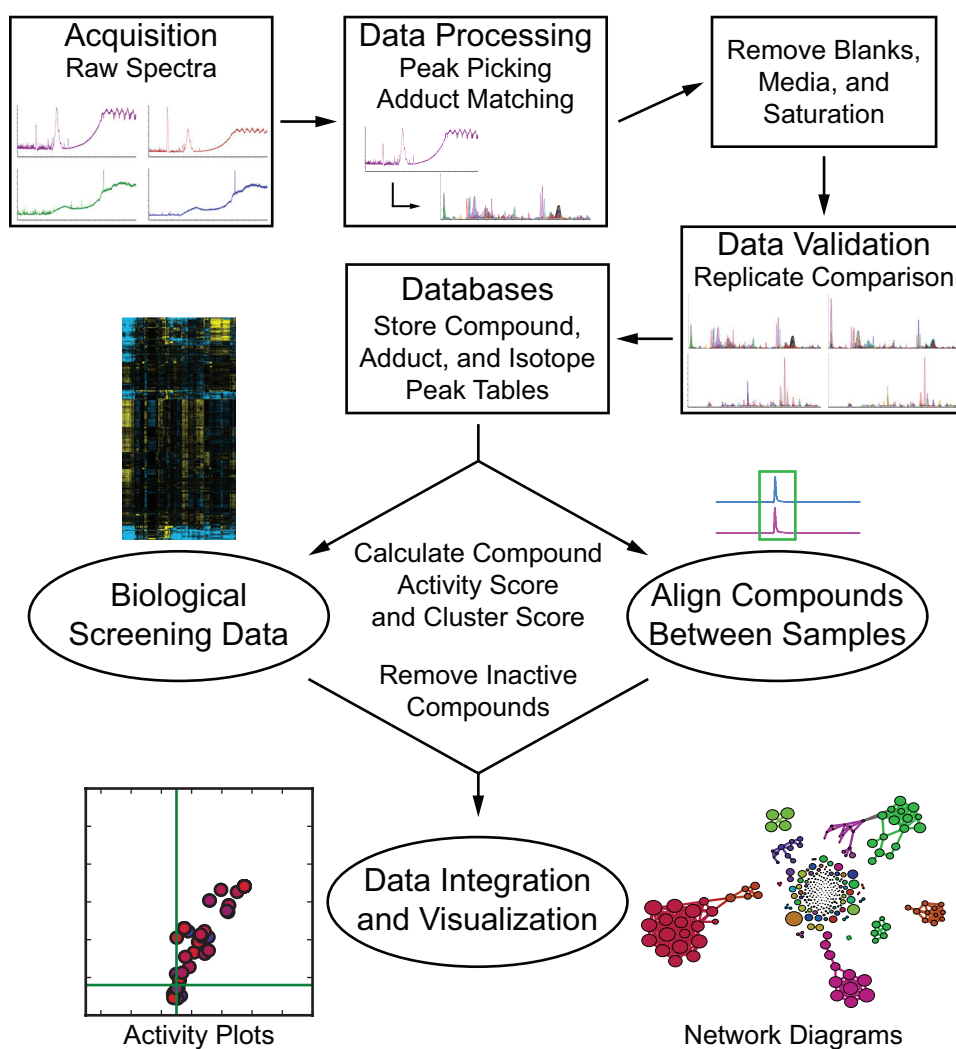 Acquisition
Raw Spectra
Data Processing
Peak Picking
Adduct Matching
Remove Blanks,
Media, and
Saturation
Data Validation
Replicate Comparison
Databases
Store Compound,
Adduct, and Isotope
Peak Tables
Biological
Screening Data
Calculate Compound
Activity Score
and Cluster Score
Align Compounds
Between Samples
Remove Inactive
Compounds
Data Integration
and Visualization
Activity Plots
Network Diagrams